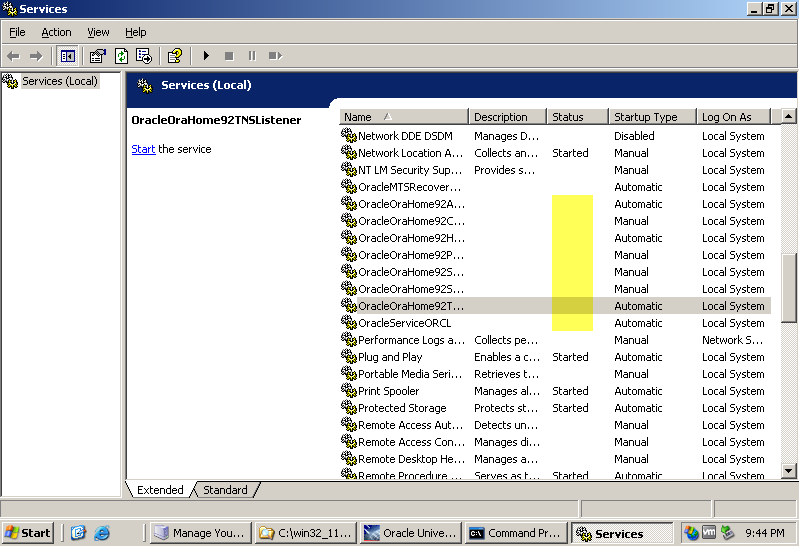 Services
File Action View Help
Services (Local)
Services (Local)
OracleOraHome92TNSListener
Start the service
Name Description Status Startup Type Log On As
Network DDE DSDM Manages D... Disabled Local System
Network Location A... Collects an... Started Manual Local System
NT LM Security Sup... Provides s... Manual Local System
OracleMTSRecover... Automatic Local System
OracleOraHome92A... Automatic Local System
OracleOraHome92C... Manual Local System
OracleOraHome92H... Automatic Local System
OracleOraHome92P... Manual Local System
OracleOraHome92S... Manual Local System
OracleOraHome92S... Manual Local System
OracleOraHome92T... Automatic Local System
OracleServiceORCL Automatic Local System
Performance Logs a... Collects pe... Manual Network S...
Plug and Play Enables a c... Started Automatic Local System
Portable Media Seri... Retrieves t... Manual Local System
Print Spooler Manages al... Started Automatic Local System
Protected Storage Protects st... Started Automatic Local System
Remote Access Aut... Detects un... Manual Local System
Remote Access Con... Manages di... Manual Local System
Remote Desktop He... Manages a... Manual Local System
Remote Procedure ... Serves as t... Started Automatic Local System
Extended Standard
Start Manage You... C:\win32_11... Oracle Unive... Command Pr... Services vm 9:44 PM